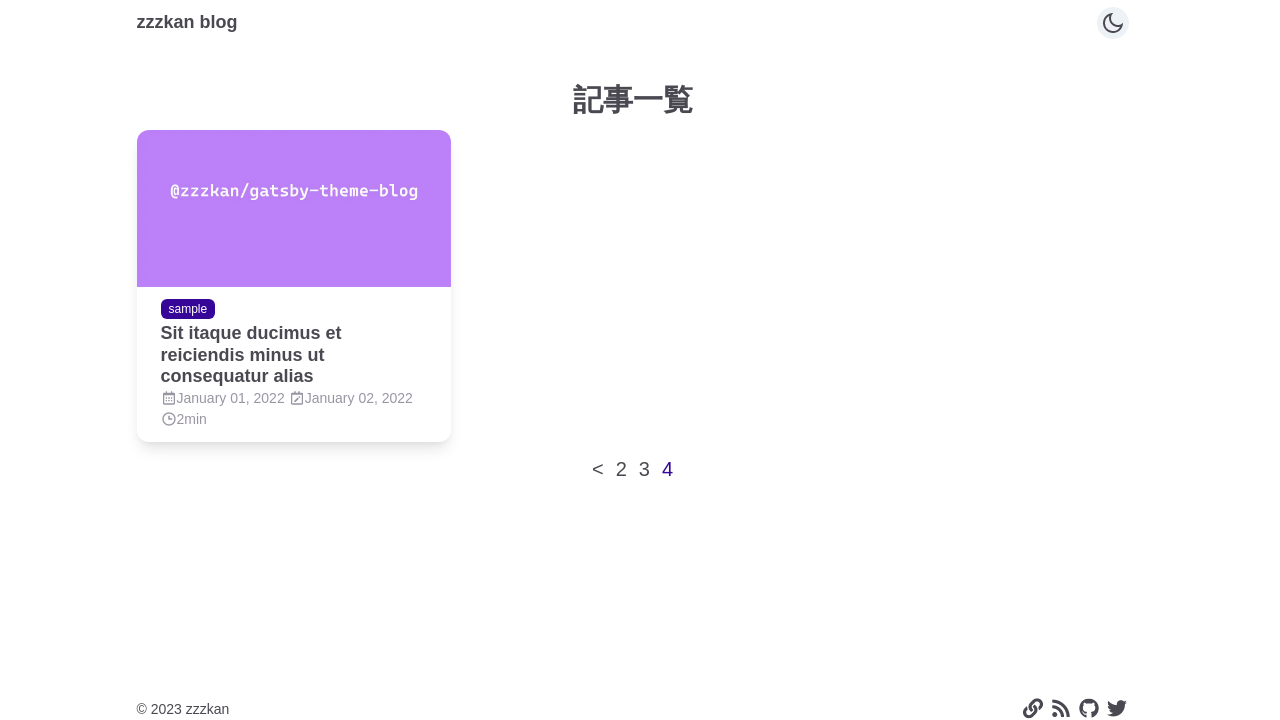 zzzkan blog
記事一覧
@zzzkan/gatsby-theme-blog
sample
Sit itaque ducimus et
reiciendis minus ut
consequatur alias
January 01, 2022 January 02, 2022
2min
< 2 3 4
© 2023 zzzkan